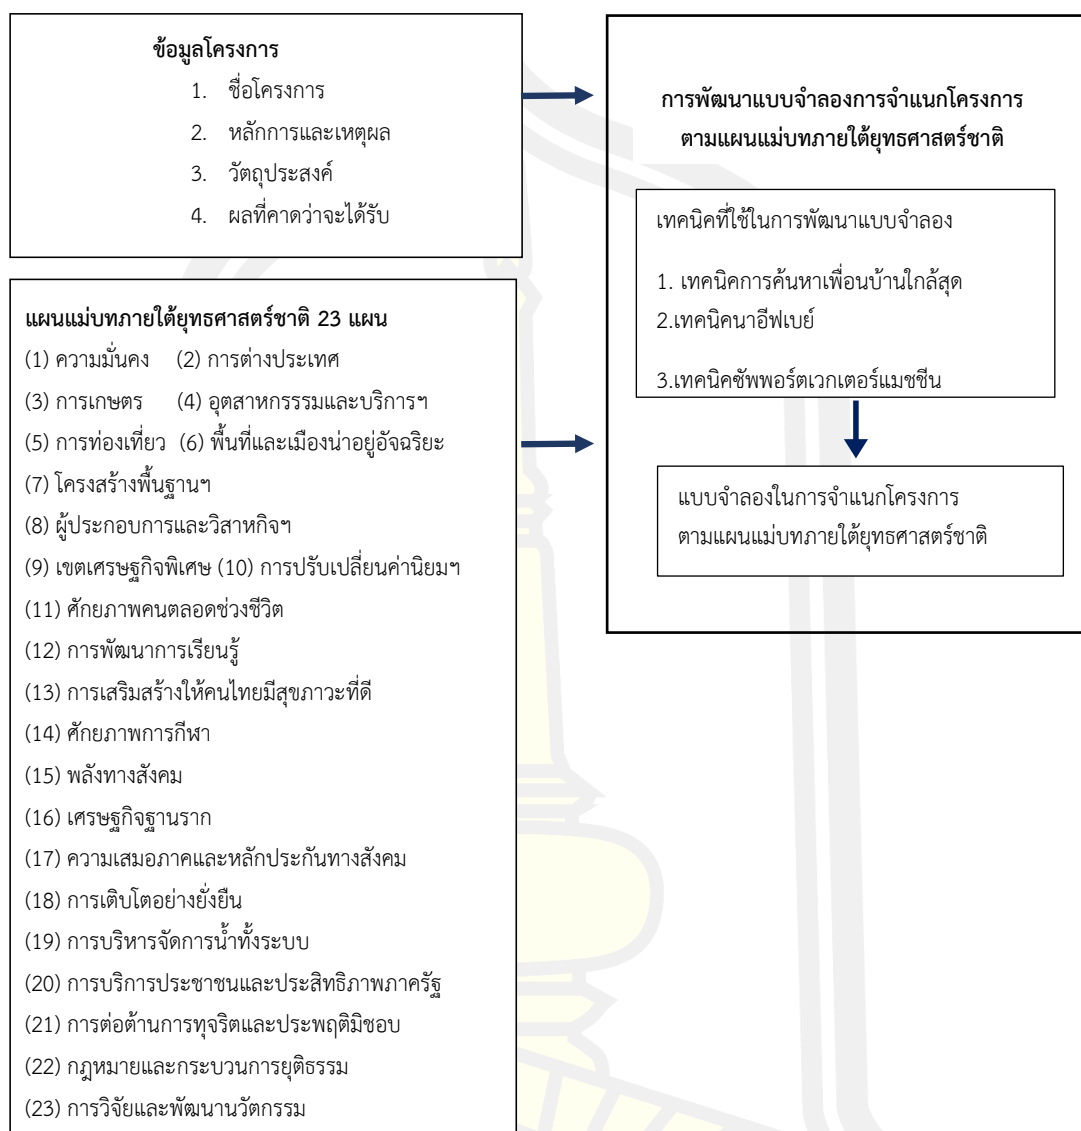 ข้อมูลโครงการ
1. ชื่อโครงการ
2. หลักการและเหตุผล
3. วัตถุประสงค์
4. ผลที่คาดว่าจะได้รับ
แผนแม่บทภายใต้ยุทธศาสตร์ชาติ 23 แผน
(1) ความมั่นคง (2) การต่างประเทศ
(3) การเกษตร (4) อุตสาหกรรรมและบริการฯ
(5) การท่องเที่ยว (6) พื้นที่และเมืองน่าอยู่อัจฉริยะ
(7) โครงสร้างพื้นฐานฯ
(8) ผู้ประกอบการและวิสาหกิจฯ
(9) เขตเศรษฐกิจพิเศษ (10) การปรับเปลี่ยนค่านิยมฯ
(11) ศักยภาพคนตลอดช่วงชีวิต
(12) การพัฒนาการเรียนรู้
(13) การเสริมสร้างให้คนไทยมีสุขภาวะที่ดี
(14) ศักยภาพการกีฬา
(15) พลังทางสังคม
(16) เศรษฐกิจฐานราก
(17) ความเสมอภาคและหลักประกันทางสังคม
(18) การเติบโตอย่างยั่งยืน
(19) การบริหารจัดการน้ำทั้งระบบ
(20) การบริการประชาชนและประสิทธิภาพภาครัฐ
(21) การต่อต้านการทุจริตและประพฤติมิชอบ
(22) กฎหมายและกระบวนการยุติธรรม
(23) การวิจัยและพัฒนานวัตกรรม
การพัฒนาแบบจำลองการจำแนกโครงการ
ตามแผนแม่บทภายใต้ยุทธศาสตร์ชาติ
เทคนิคที่ใช้ในการพัฒนาแบบจำลอง
1. เทคนิคการค้นหาเพื่อนบ้านใกล้สุด
2.เทคนิคนาอีฟเบย์
3.เทคนิคซัพพอร์ตเวกเตอร์แมชชีน
แบบจำลองในการจำแนกโครงการ
ตามแผนแม่บทภายใต้ยุทธศาสตร์ชาติ